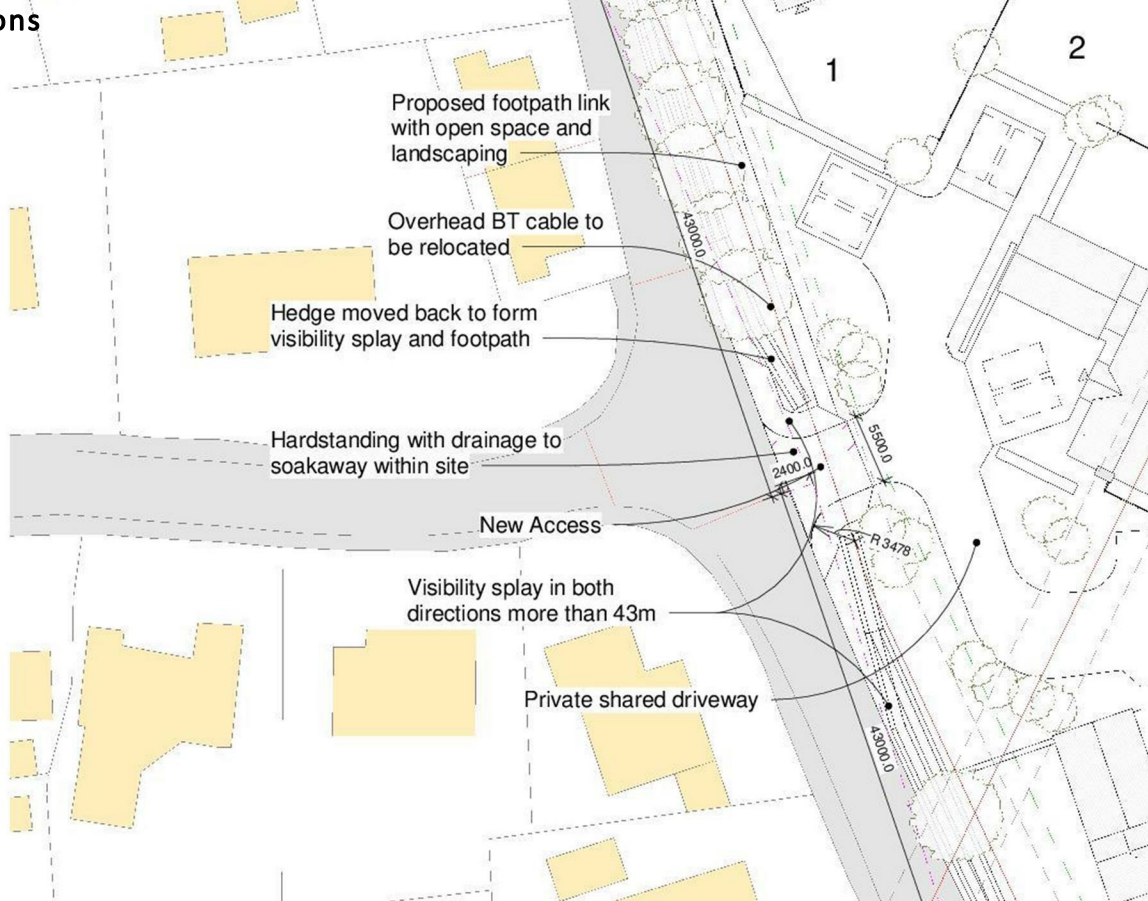 ons
1
2
Proposed footpath link
with open space and
landscaping
43000.0
Overhead BT cable to
be relocated
Hedge moved back to form
visibility splay and footpath
Hardstanding with drainage to
soakaway within site
5500.0
2400.0
New Access
R 3478
Visibility splay in both
directions more than 43m
Private shared driveway
43000.0